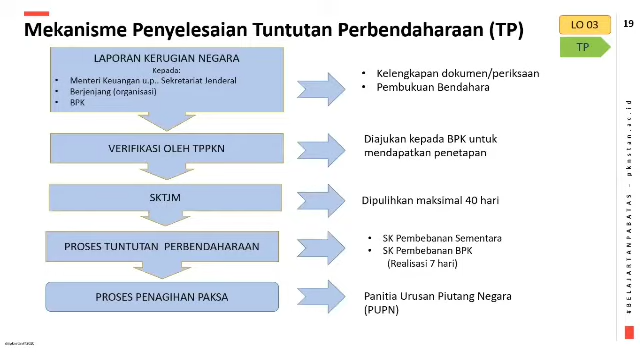 Mekanisme Penyelesaian Tuntutan Perbendaharaan (TP)
LO 03
19
TP
LAPORAN KERUGIAN NEGARA
Kepada:
• Menteri Keuangan u.p.. Sekretariat Jenderal
• Berjenjang (organisasi)
• BPK
• Kelengkapan dokumen/periksaan
• Pembukuan Bendahara
VERIFIKASI OLEH TPPKN
Diajukan kepada BPK untuk
mendapatkan penetapan
SKTJM
Dipulihkan maksimal 40 hari
PROSES TUNTUTAN PERBENDAHARAAN
• SK Pembebanan Sementara
• SK Pembebanan BPK
(Realisasi 7 hari)
PROSES PENAGIHAN PAKSA
Panitia Urusan Piutang Negara
(PUPN)
#BELAJARTANPABATAS - pknstan.ac.id